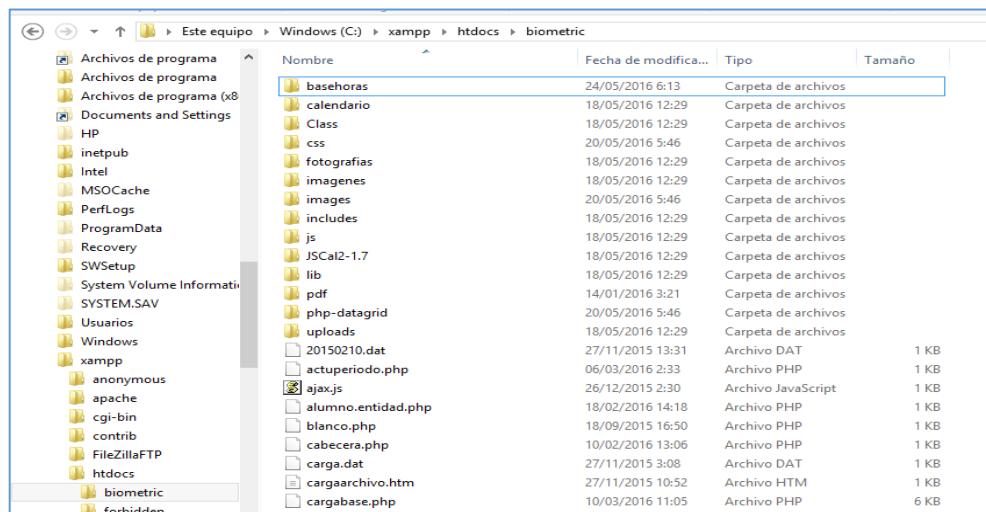 Este equipo Windows (C:) xampp htdocs biometric
Archivos de programa
Archivos de programa
Archivos de programa (x8
Documents and Settings
HP
inetpub
Intel
MSOCache
PerfLogs
ProgramData
Recovery
SWSetup
System Volume Informati
SYSTEM.SAV
Usuarios
Windows
xampp
anonymous
apache
cgi-bin
contrib
FileZillaFTP
htdocs
biometric
forbidden
Nombre Fecha de modifica... Tipo Tamaño
basehoras 24/05/2016 6:13 Carpeta de archivos
calendario 18/05/2016 12:29 Carpeta de archivos
Class 18/05/2016 12:29 Carpeta de archivos
css 20/05/2016 5:46 Carpeta de archivos
fotografias 18/05/2016 12:29 Carpeta de archivos
imagenes 18/05/2016 12:29 Carpeta de archivos
images 20/05/2016 5:46 Carpeta de archivos
includes 18/05/2016 12:29 Carpeta de archivos
js 18/05/2016 12:29 Carpeta de archivos
JSCal2-1.7 18/05/2016 12:29 Carpeta de archivos
lib 18/05/2016 12:29 Carpeta de archivos
pdf 14/01/2016 3:21 Carpeta de archivos
php-datagrid 20/05/2016 5:46 Carpeta de archivos
uploads 18/05/2016 12:29 Carpeta de archivos
20150210.dat 27/11/2015 13:31 Archivo DAT 1 KB
actuperiodo.php 06/03/2016 2:33 Archivo PHP 1 KB
ajax.js 26/12/2015 2:30 Archivo JavaScript 1 KB
alumno.entidad.php 18/02/2016 14:18 Archivo PHP 1 KB
blanco.php 18/09/2015 16:50 Archivo PHP 1 KB
cabecera.php 10/02/2016 13:06 Archivo PHP 1 KB
carga.dat 27/11/2015 3:08 Archivo DAT 1 KB
cargaarchivo.htm 27/11/2015 10:52 Archivo HTM 1 KB
cargabase.php 10/03/2016 11:05 Archivo PHP 6 KB